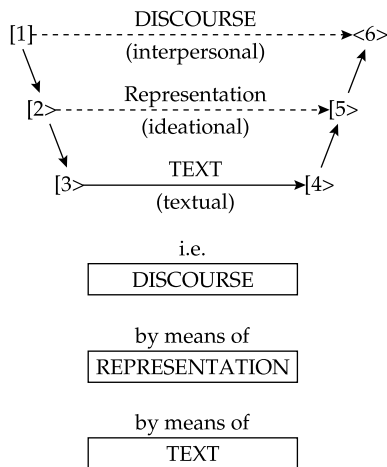 DISCOURSE
[1] <6>
(interpersonal)
Representation
[2> [5>
(ideational)
TEXT
[3> [4>
(textual)
i.e.
DISCOURSE
by means of
REPRESENTATION
by means of
TEXT